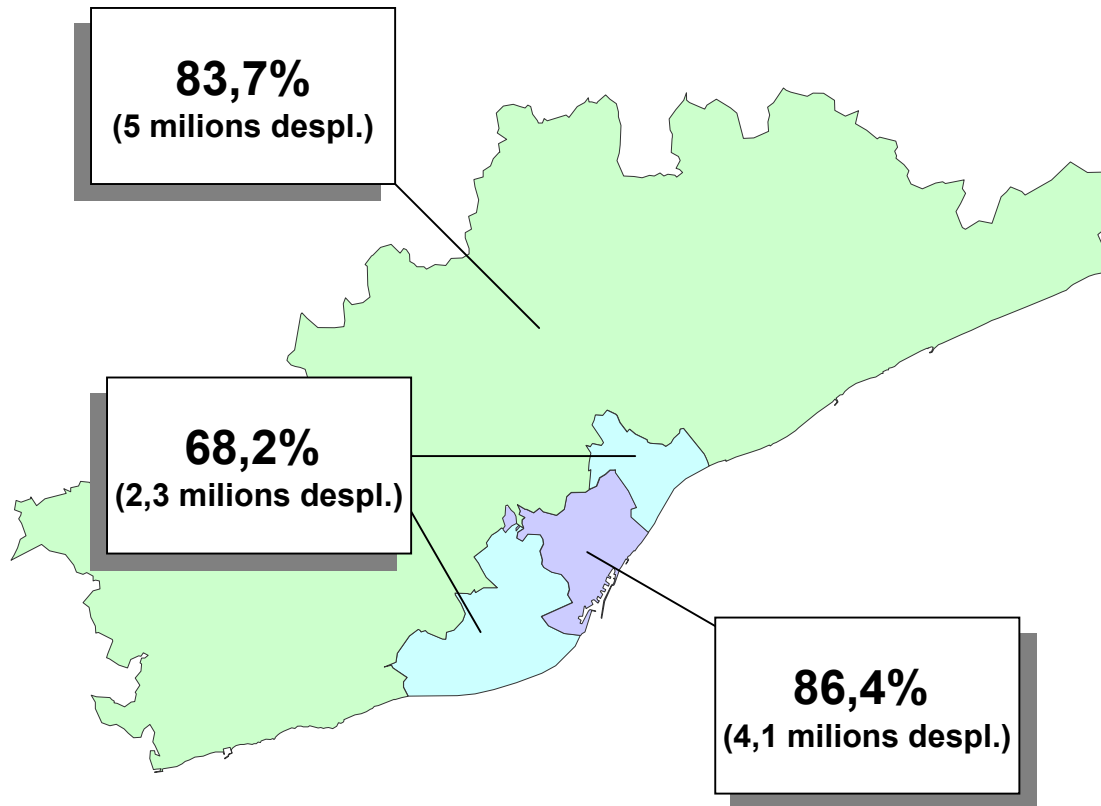 83,7%
(5 milions despl.)
68,2%
(2,3 milions despl.)
86,4%
(4,1 milions despl.)